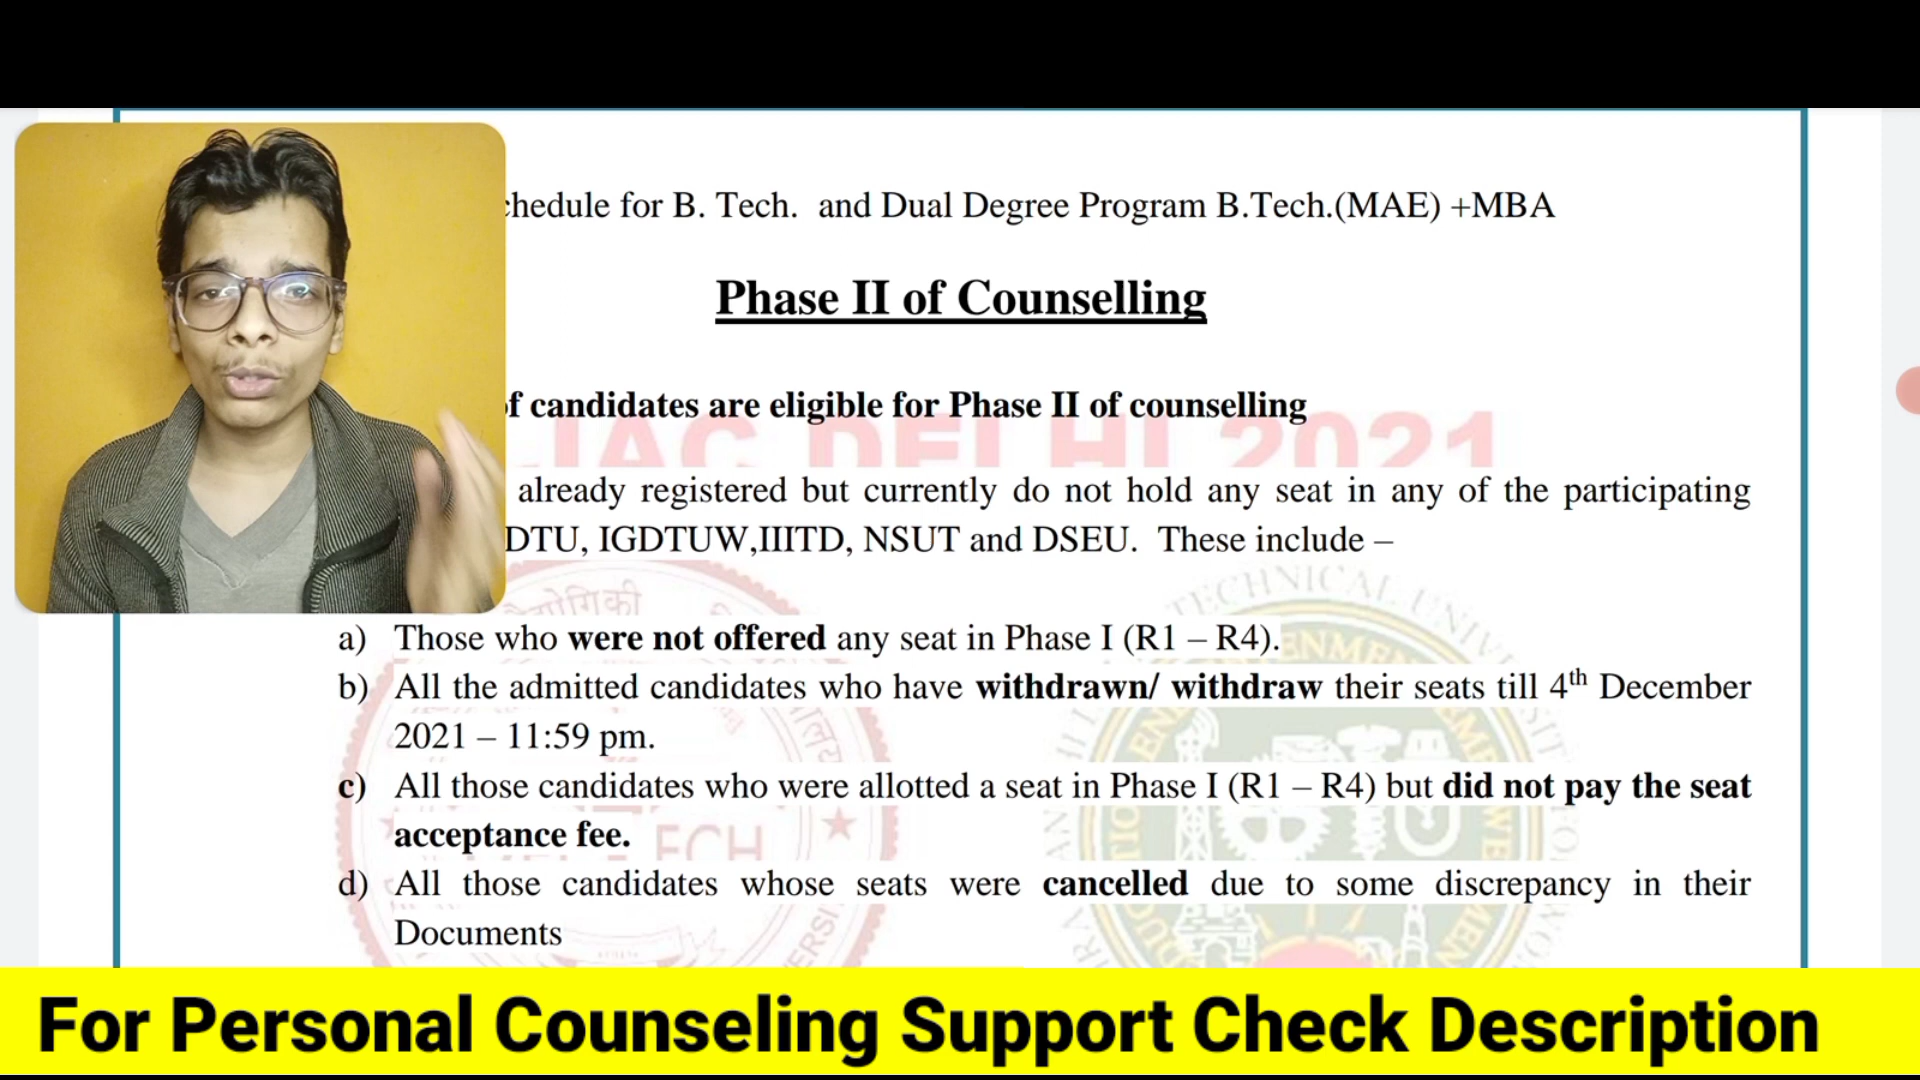 chedule for B. Tech. and Dual Degree Program B.Tech.(MAE) +MBA
Phase II of Counselling
f candidates are eligible for Phase II of counselling
JAC DELHI 2021
already registered but currently do not hold any seat in any of the participating
DTU, IGDTUW,IIITD, NSUT and DSEU. These include –
a) Those who were not offered any seat in Phase I (R1 – R4).
b) All the admitted candidates who have withdrawn/ withdraw their seats till 4th December
2021 – 11:59 pm.
c) All those candidates who were allotted a seat in Phase I (R1 – R4) but did not pay the seat
acceptance fee.
d) All those candidates whose seats were cancelled due to some discrepancy in their
Documents
For Personal Counseling Support Check Description